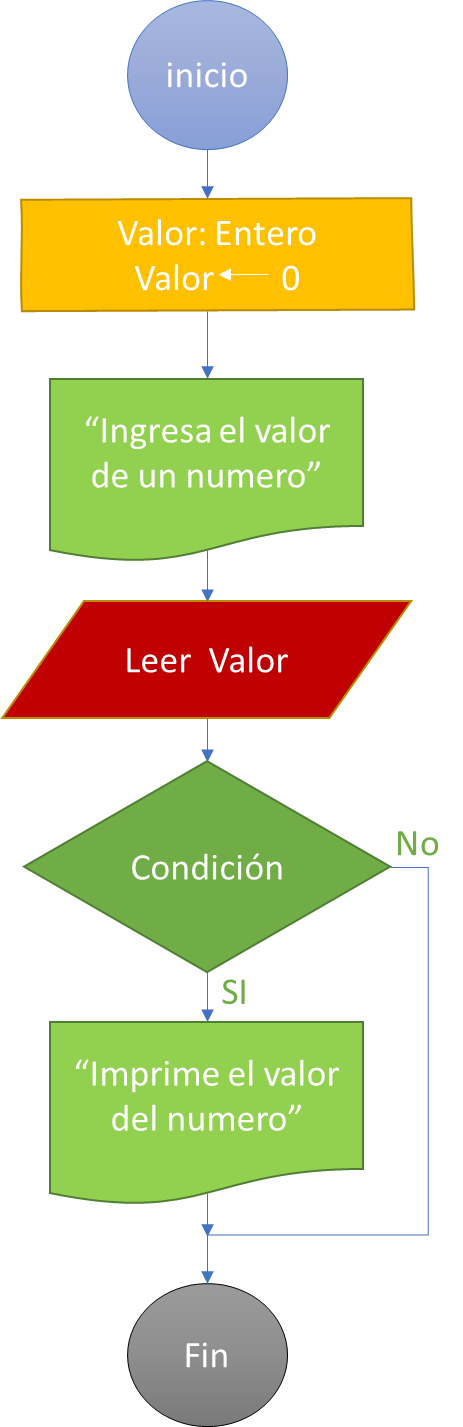 inicio
Valor: Entero
Valor 0
“Ingresa el valor
de un numero”
Leer Valor
Condición
No
SI
“Imprime el valor
del numero”
Fin